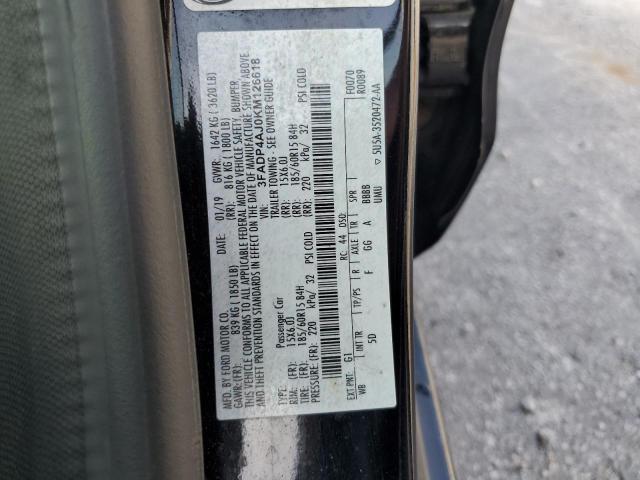 MFD. BY FORD MOTOR CO.
DATE: 01/19 GVWR: 1642 KG ( 3620 LB)
GAWR:(FR): 839 KG ( 1850 LB) (RR): 816 KG ( 1800 LB)
THIS VEHICLE CONFORMS TO ALL APPLICABLE FEDERAL MOTOR VEHICLE SAFETY, BUMPER,
AND THEFT PREVENTION STANDARDS IN EFFECT ON THE DATE OF MANUFACTURE SHOWN ABOVE
VIN: 3FADP4AJ0KM126618
TYPE: Passenger Car TRAILER TOWING - SEE OWNER GUIDE
RIM: (FR): 15X6.0J (RR): 15X6.0J
TIRE: (FR): 185/60R15 84H (RR): 185/60R15 84H
PRESSURE:(FR): 220 kPa/ 32 PSI COLD (RR): 220 kPa/ 32 PSI COLD
EXT PNT: G1 RC: 44 DSO: F0070
R0089
WB INT TR TP/PS R AXLE TR SPR
5D F GG A BBBB
UMU
5U5A-3520472-AA